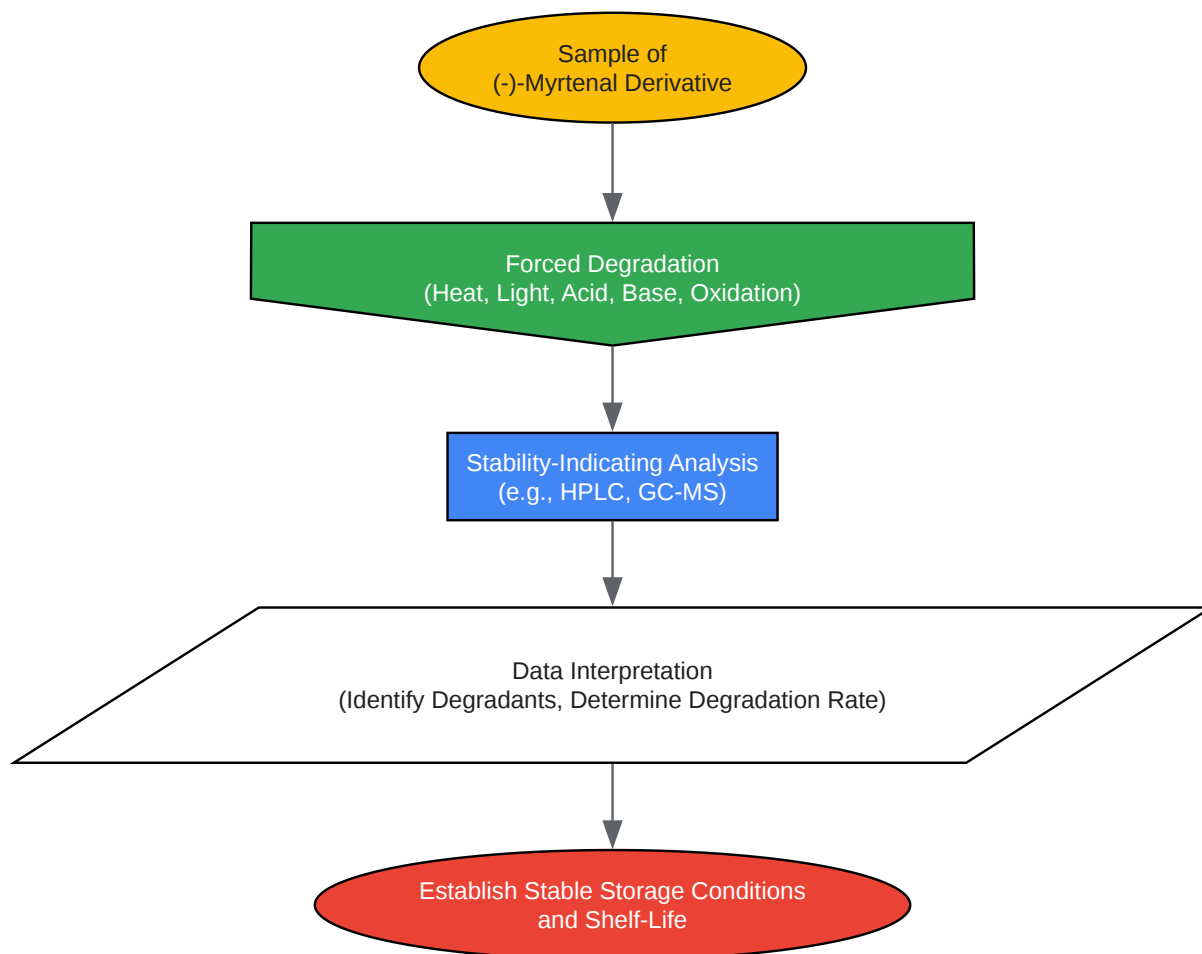 Sample of
(-)-Myrtenal Derivative
Forced Degradation
(Heat, Light, Acid, Base, Oxidation)
Stability-Indicating Analysis
(e.g., HPLC, GC-MS)
Data Interpretation
(Identify Degradants, Determine Degradation Rate)
Establish Stable Storage Conditions
and Shelf-Life